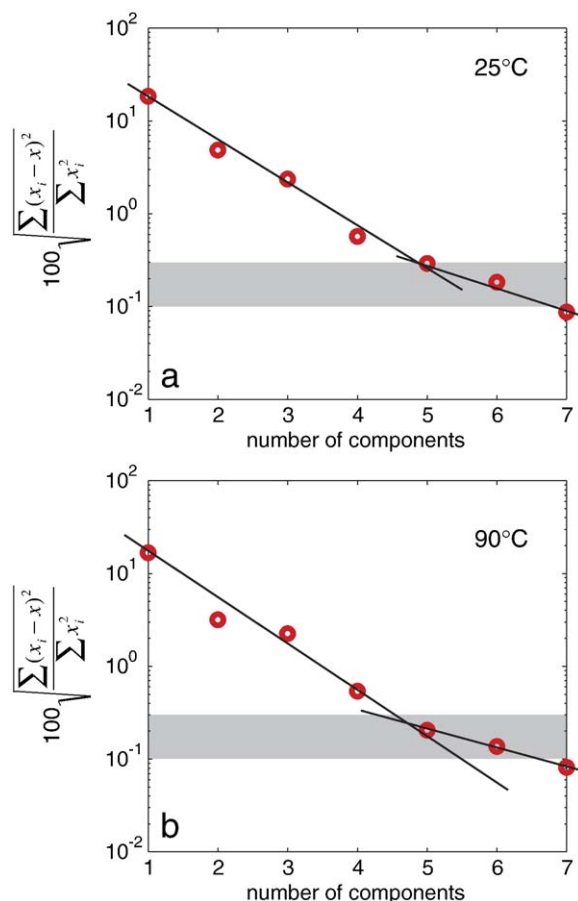 10²
25°C
10¹
10⁰
10⁻¹
10⁻²
a
1 2 3 4 5 6 7
number of components
100√(∑(xᵢ − x)² / ∑xᵢ²)
10²
90°C
10¹
10⁰
10⁻¹
10⁻²
b
1 2 3 4 5 6 7
number of components
100√(∑(xᵢ − x)² / ∑xᵢ²)